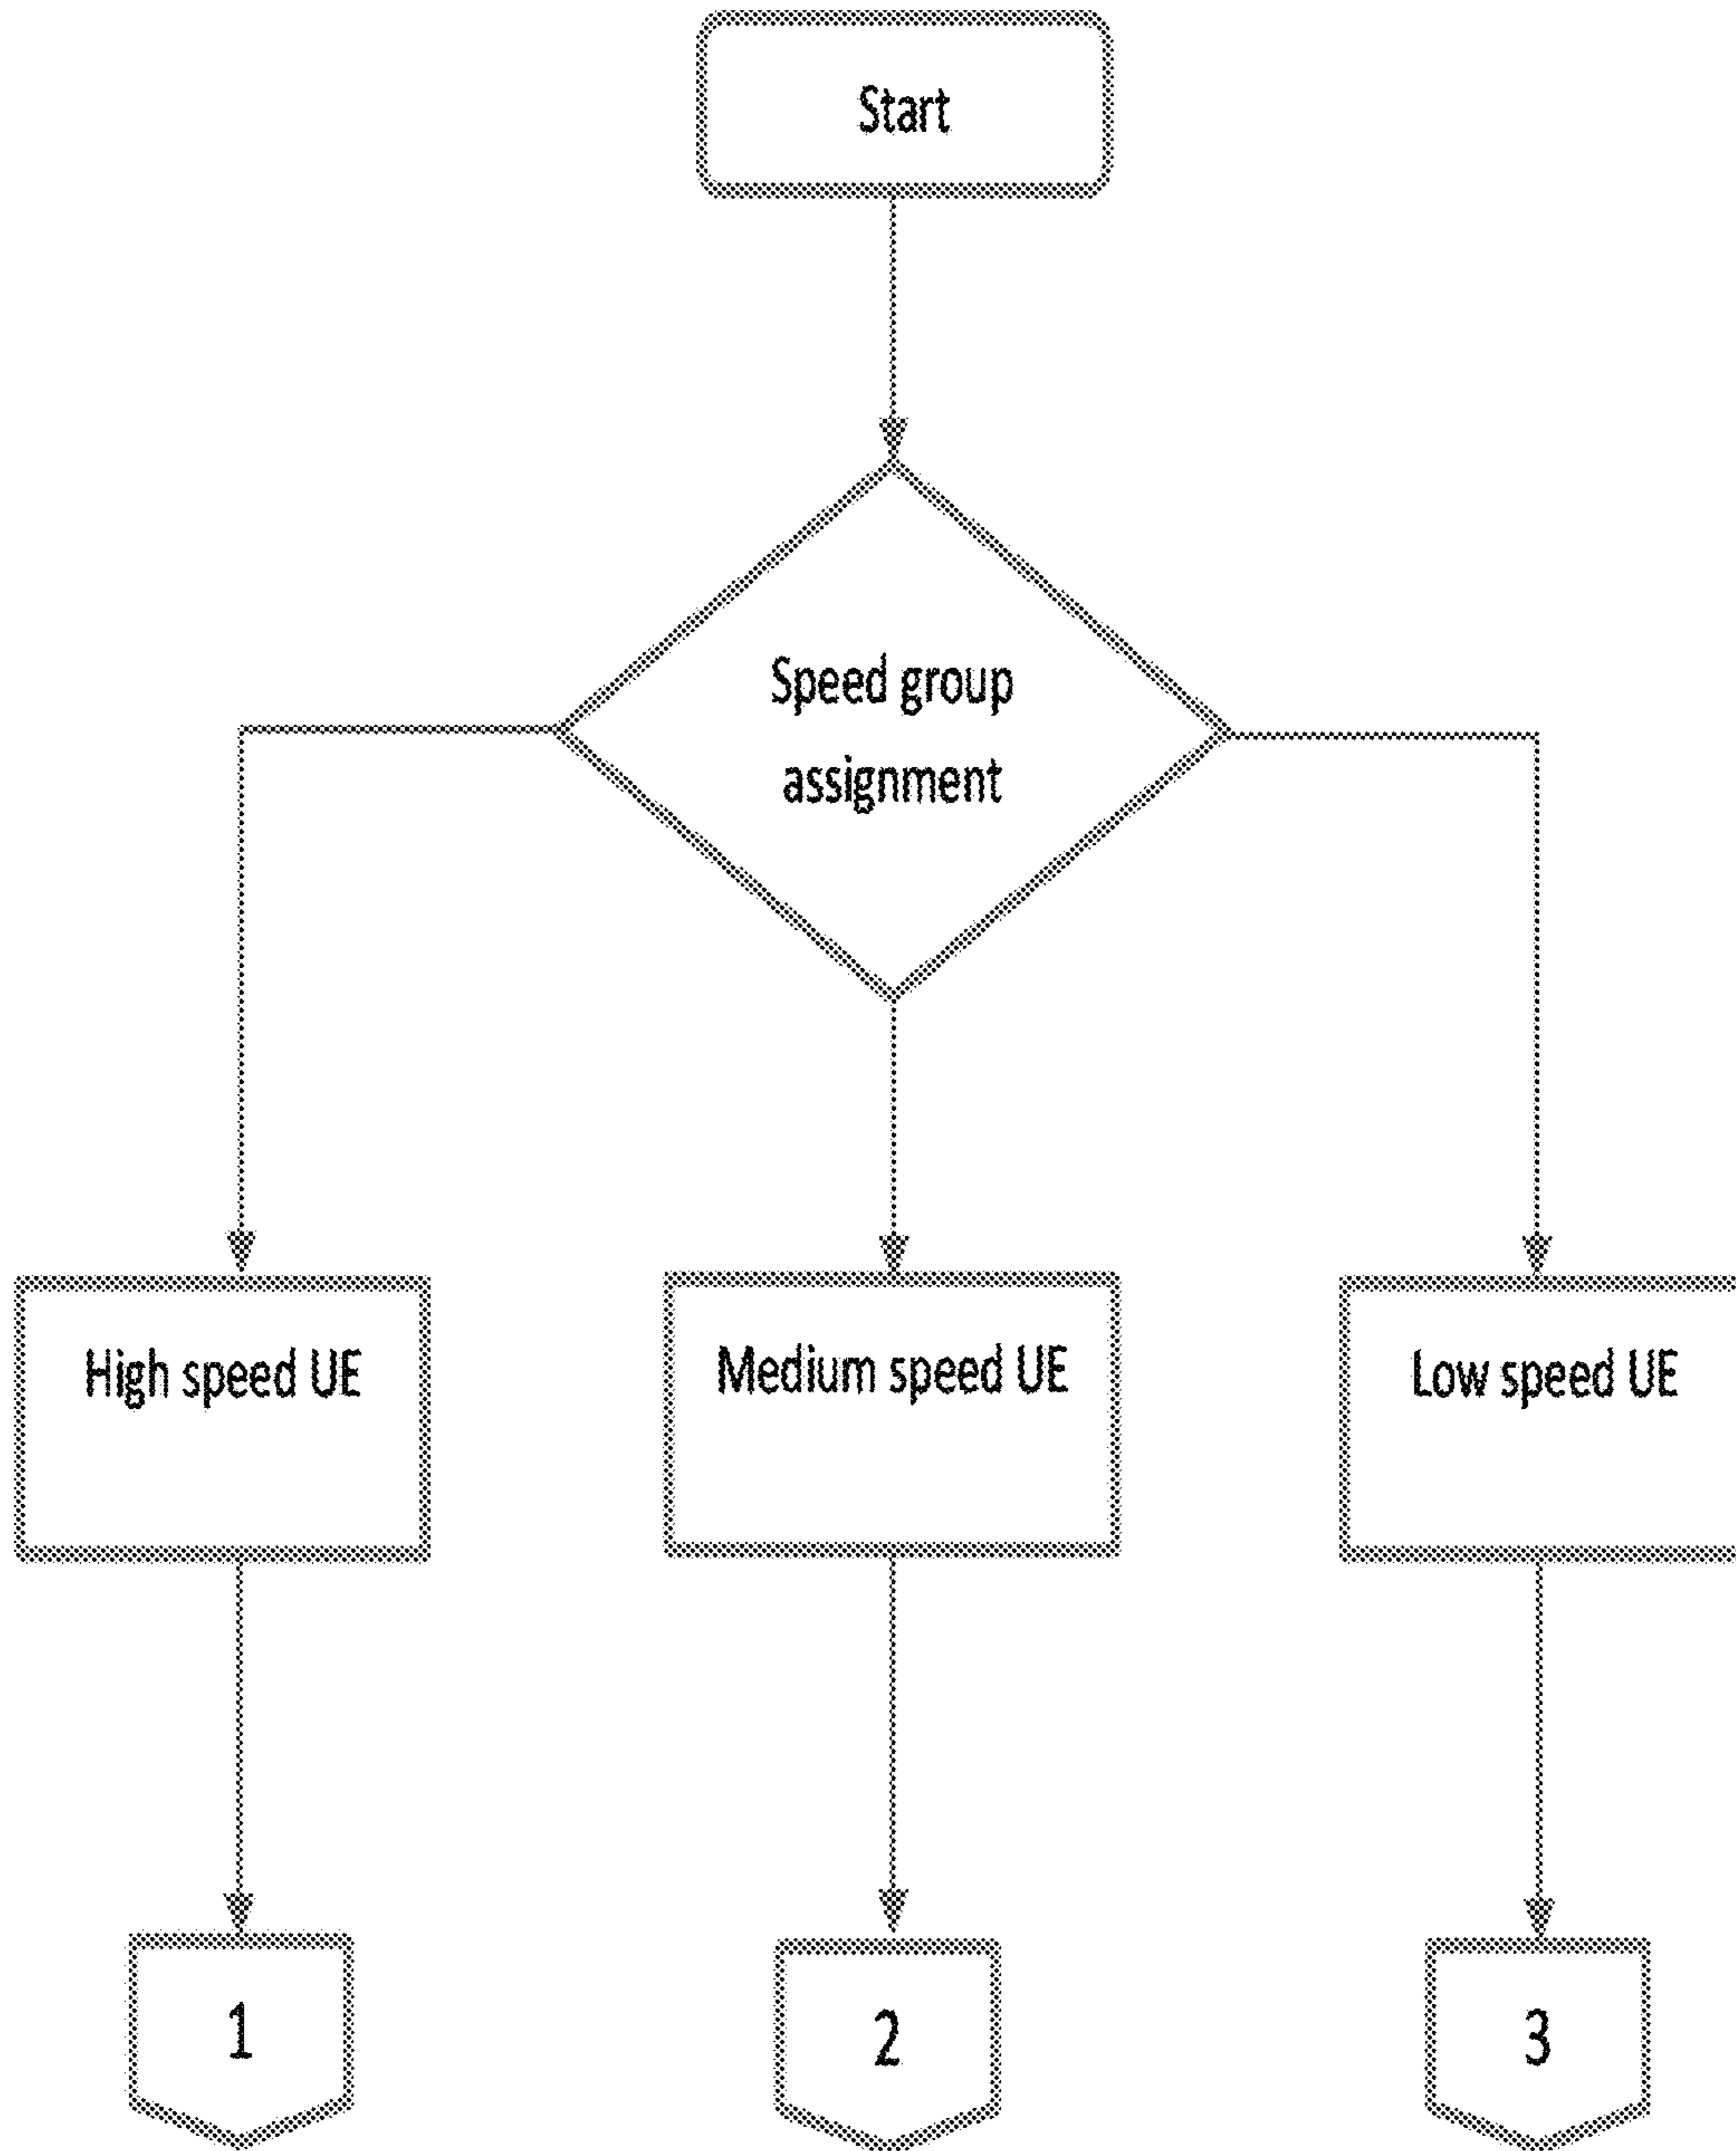 Start
Speed group
assignment
High speed UE
Medium speed UE
Low speed UE
1
2
3